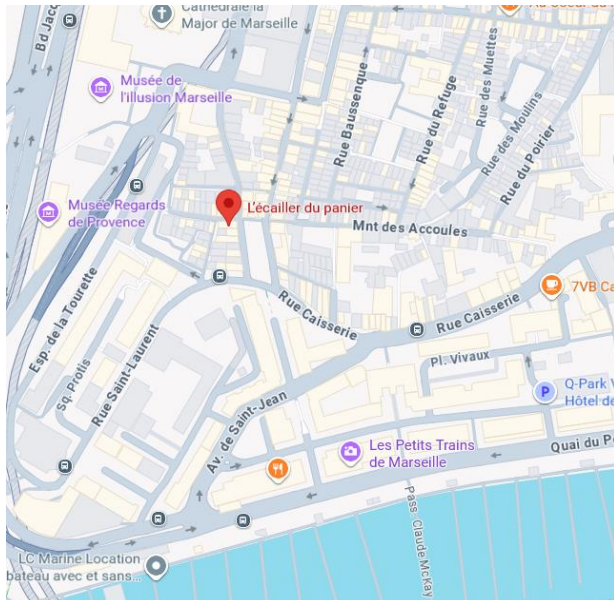 Cathédrale la
Major de Marseille
Bd Jacq
Musée de
l'illusion Marseille
Rue Baussenque
Rue du Refuge
Rue des Muettes
Rue des Moulins
Rue du Poirier
L'écailler du panier
Musée Regards
de Provence
Mnt des Accoules
Esp. de la Tourette
Rue Caisserie
Rue Caisserie
7VB Ca
Sq. Protis
Rue Saint-Laurent
Pl. Vivaux
Av. de Saint-Jean
P
Q-Park V
Hôtel de
Les Petits Trains
de Marseille
Quai du Po
Pass. Claude McKay
LC Marine Location
bateau avec et sans...